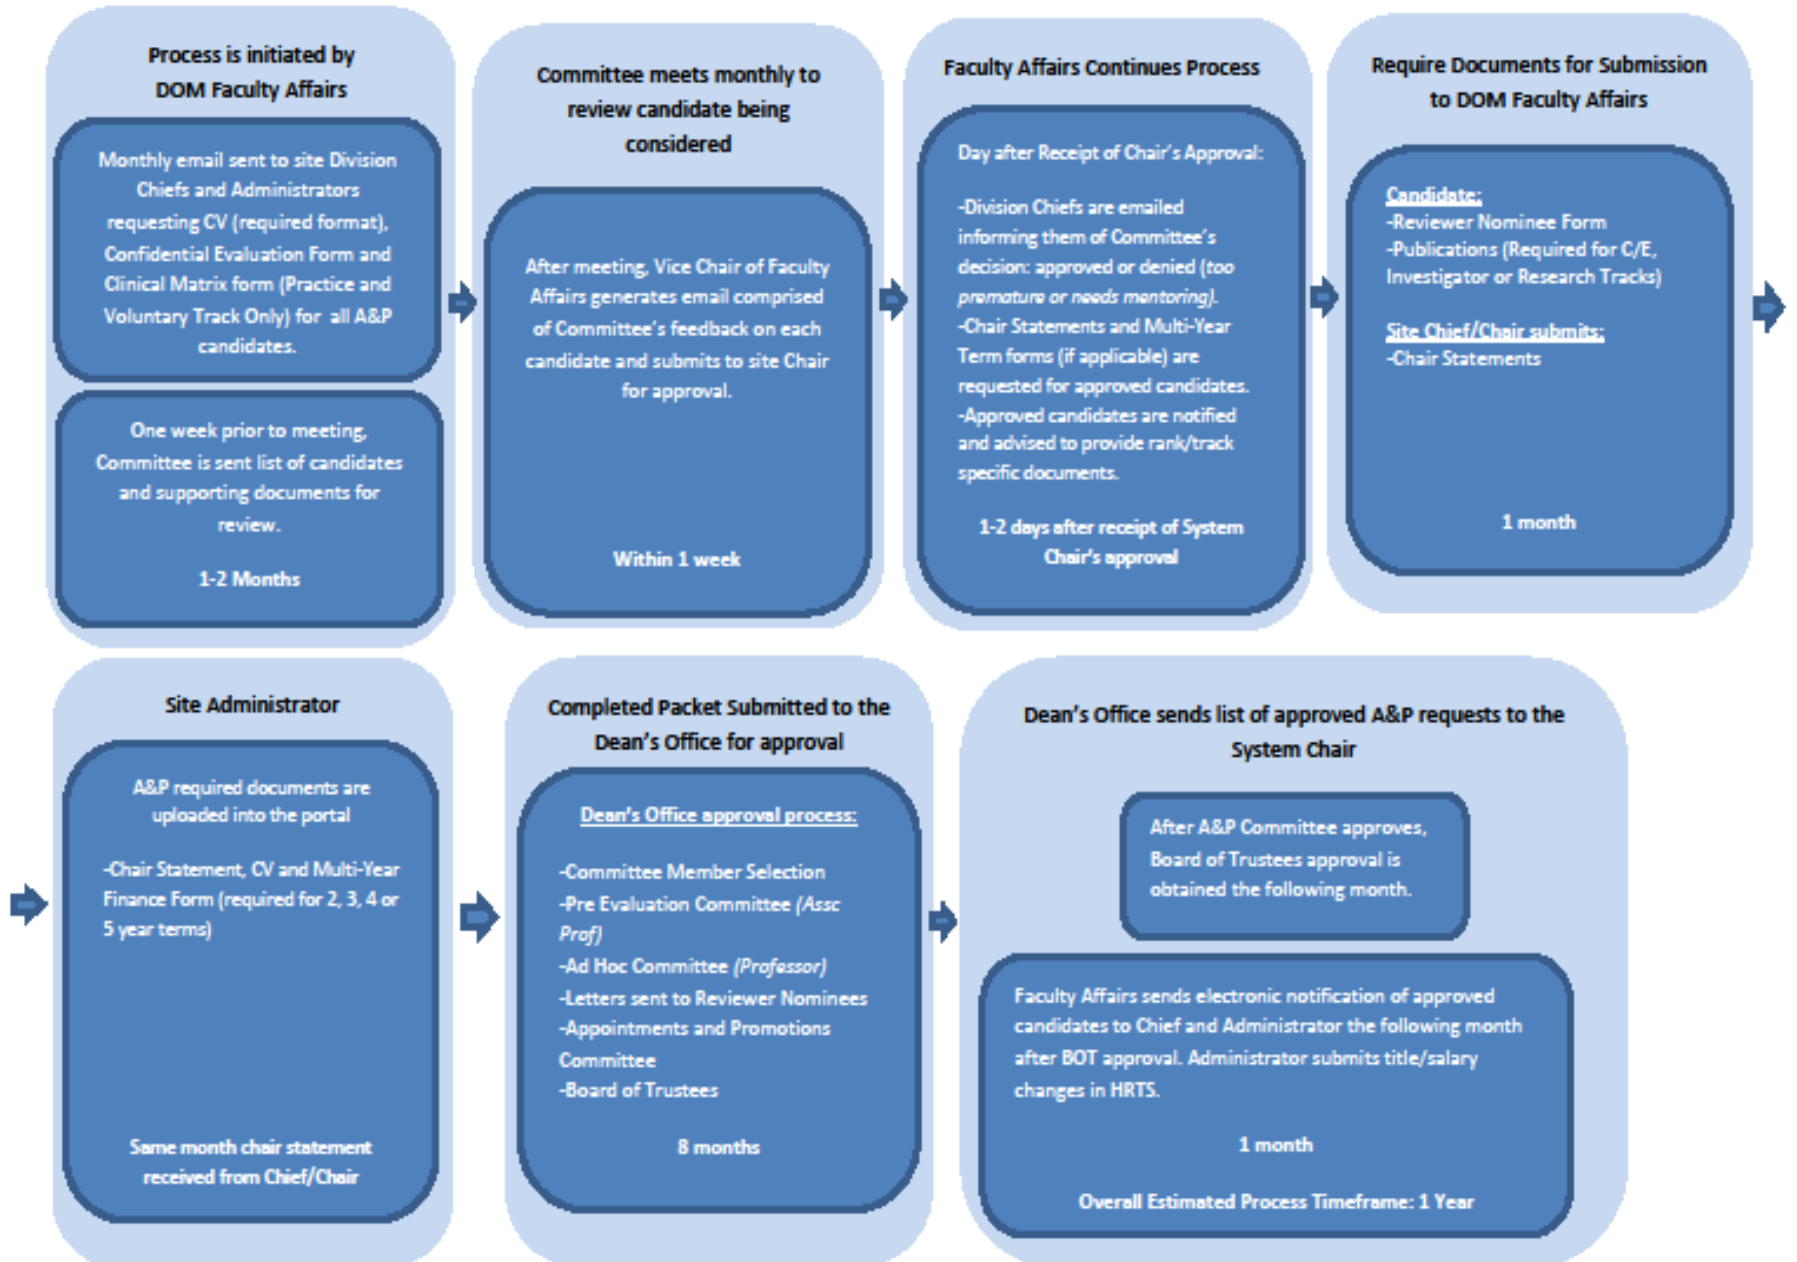 Process is initiated by
DOM Faculty Affairs
Monthly email sent to site Division
Chiefs and Administrators
requesting CV (required format),
Confidential Evaluation Form and
Clinical Matrix form (Practice and
Voluntary Track Only) for all A&P
candidates.
One week prior to meeting,
Committee is sent list of candidates
and supporting documents for
review.
1-2 Months
Committee meets monthly to
review candidate being
considered
After meeting, Vice Chair of Faculty
Affairs generates email comprised
of Committee's feedback on each
candidate and submits to site Chair
for approval.
Within 1 week
Faculty Affairs Continues Process
Day after Receipt of Chair's Approval:
-Division Chiefs are emailed
informing them of Committee's
decision: approved or denied (too
premature or needs mentoring).
-Chair Statements and Multi-Year
Term forms (if applicable) are
requested for approved candidates.
-Approved candidates are notified
and advised to provide rank/track
specific documents.
1-2 days after receipt of System
Chair's approval
Require Documents for Submission
to DOM Faculty Affairs
Candidate:
-Reviewer Nominee Form
-Publications (Required for C/E,
Investigator or Research Tracks)
Site Chief/Chair submits:
-Chair Statements
1 month
Site Administrator
A&P required documents are
uploaded into the portal
-Chair Statement, CV and Multi-Year
Finance Form (required for 2, 3, 4 or
5 year terms)
Same month chair statement
received from Chief/Chair
Completed Packet Submitted to the
Dean's Office for approval
Dean's Office approval process:
-Committee Member Selection
-Pre Evaluation Committee (Assc
Prof)
-Ad Hoc Committee (Professor)
-Letters sent to Reviewer Nominees
-Appointments and Promotions
Committee
-Board of Trustees
8 months
Dean's Office sends list of approved A&P requests to the
System Chair
After A&P Committee approves,
Board of Trustees approval is
obtained the following month.
Faculty Affairs sends electronic notification of approved
candidates to Chief and Administrator the following month
after BOT approval. Administrator submits title/salary
changes in HRTS.
1 month
Overall Estimated Process Timeframe: 1 Year